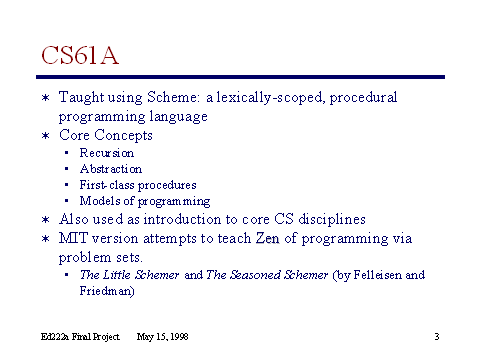 CS61A
* Taught using Scheme: a lexically-scoped, procedural
programming language
* Core Concepts
• Recursion
• Abstraction
• First-class procedures
• Models of programming
* Also used as introduction to core CS disciplines
* MIT version attempts to teach Zen of programming via
problem sets.
• The Little Schemer and The Seasoned Schemer (by Felleisen and
Friedman)
Ed222a Final Project May 15, 1998 3